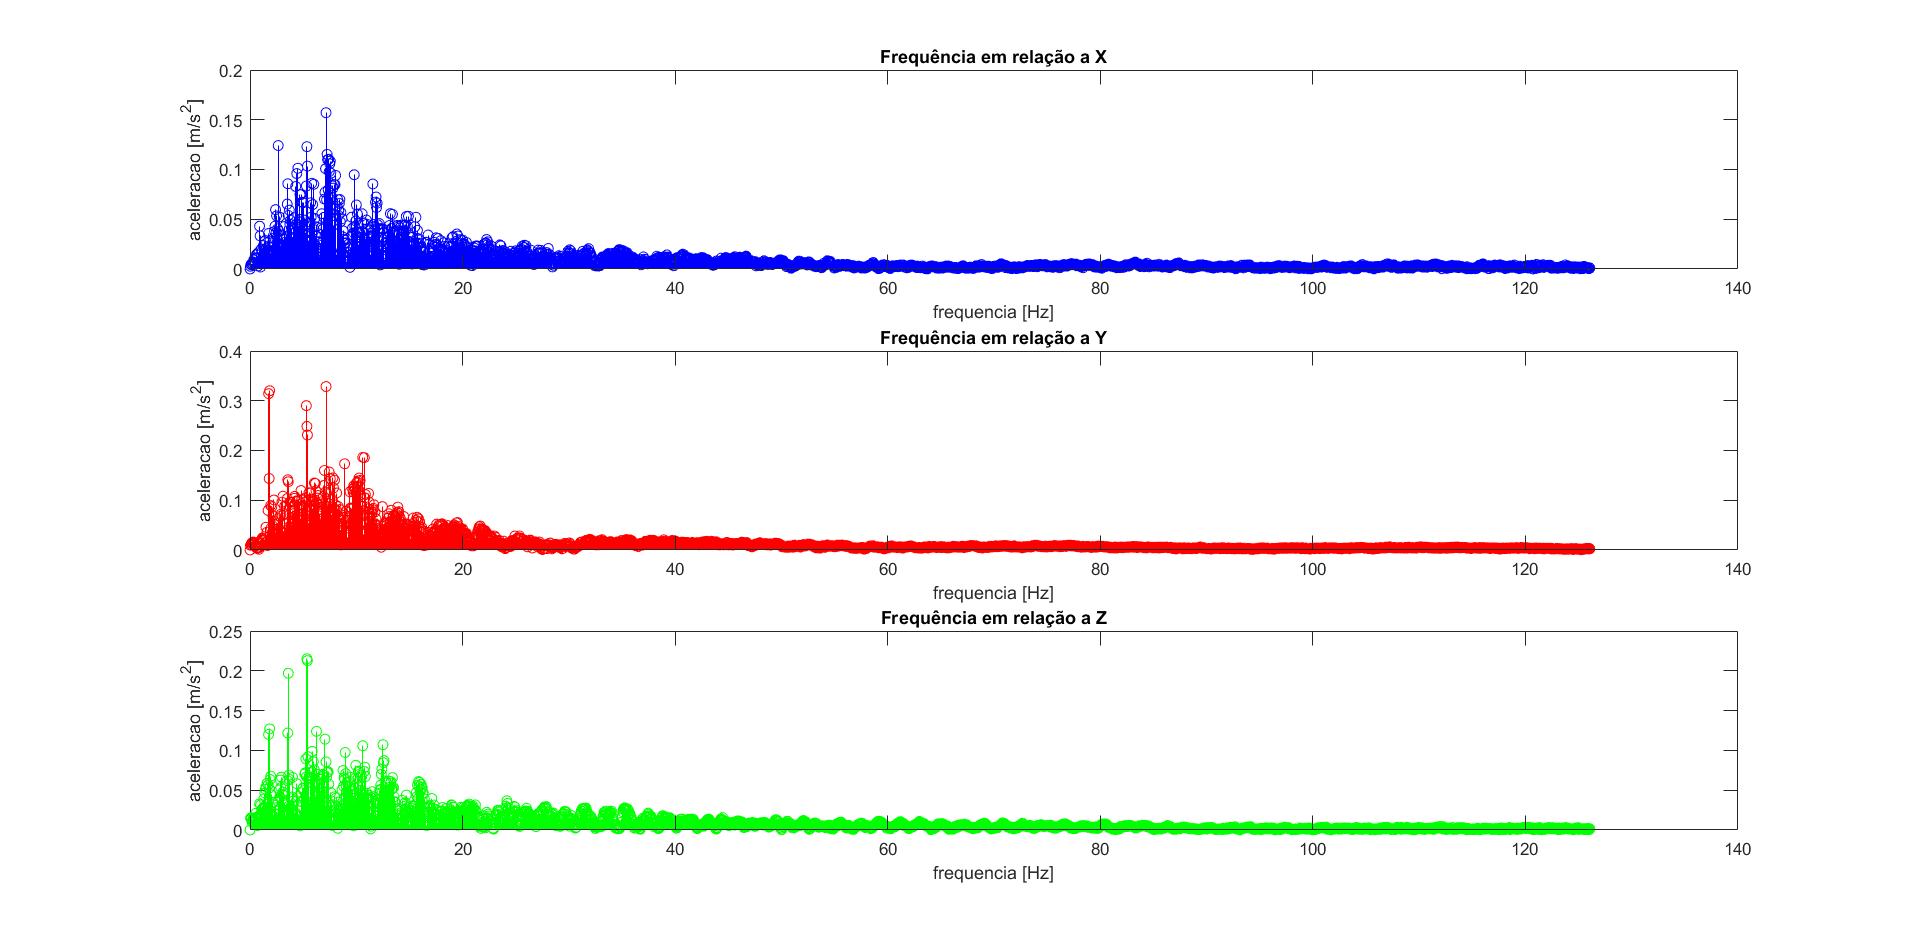 Frequência em relação a X
0.2
0.15
0.1
0.05
0
aceleracao [m/s²]
0 20 40 60 80 100 120 140
frequencia [Hz]
Frequência em relação a Y
0.4
0.3
0.2
0.1
0
aceleracao [m/s²]
0 20 40 60 80 100 120 140
frequencia [Hz]
Frequência em relação a Z
0.25
0.2
0.15
0.1
0.05
0
aceleracao [m/s²]
0 20 40 60 80 100 120 140
frequencia [Hz]